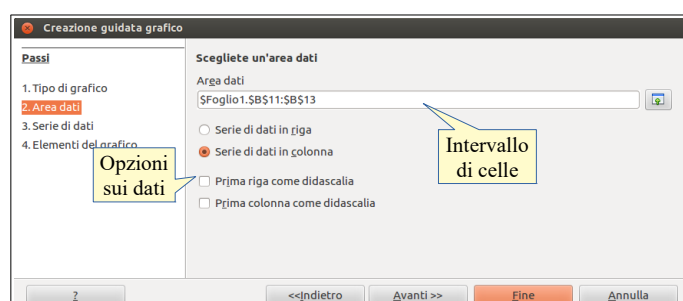 Creazione guidata grafico
Passi
1. Tipo di grafico
2. Area dati
3. Serie di dati
4. Elementi del grafico
Scegliete un'area dati
Area dati
$Foglio1.$B$11:$B$13
Serie di dati in riga
Serie di dati in colonna
Prima riga come didascalia
Prima colonna come didascalia
Opzioni
sui dati
Intervallo
di celle
?
<<Indietro
Avanti >>
Fine
Annulla